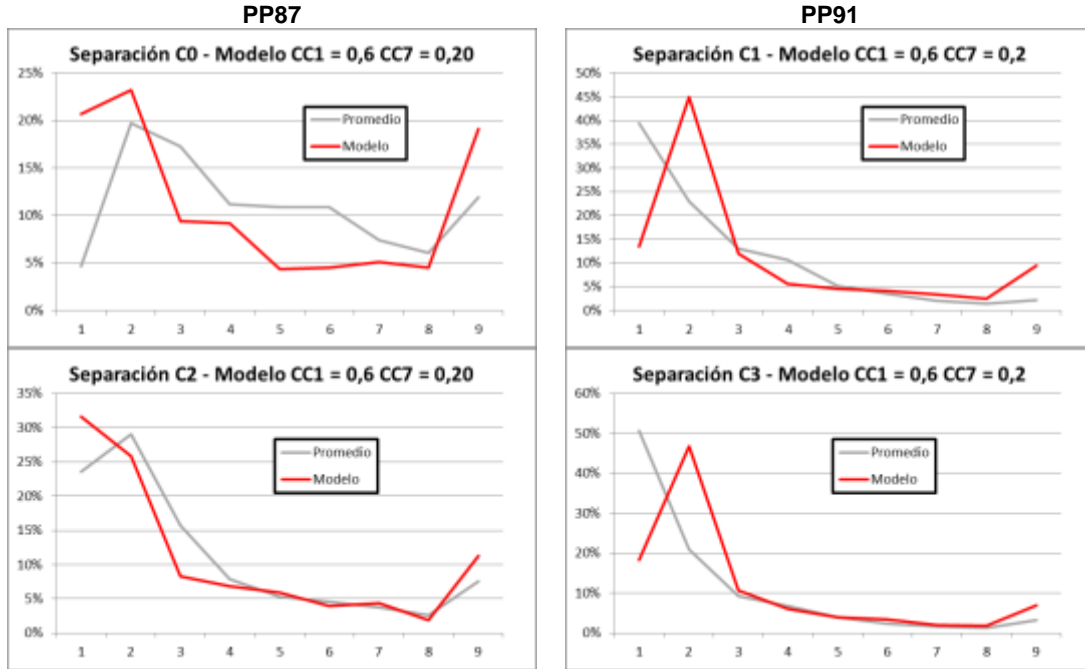 PP87
PP91
Separación C0 - Modelo CC1 = 0,6 CC7 = 0,20
25%
20%
15%
10%
5%
0%
Promedio
Modelo
1 2 3 4 5 6 7 8 9
Separación C1 - Modelo CC1 = 0,6 CC7 = 0,2
50%
45%
40%
35%
30%
25%
20%
15%
10%
5%
0%
Promedio
Modelo
1 2 3 4 5 6 7 8 9
Separación C2 - Modelo CC1 = 0,6 CC7 = 0,20
35%
30%
25%
20%
15%
10%
5%
0%
Promedio
Modelo
1 2 3 4 5 6 7 8 9
Separación C3 - Modelo CC1 = 0,6 CC7 = 0,2
60%
50%
40%
30%
20%
10%
0%
Promedio
Modelo
1 2 3 4 5 6 7 8 9